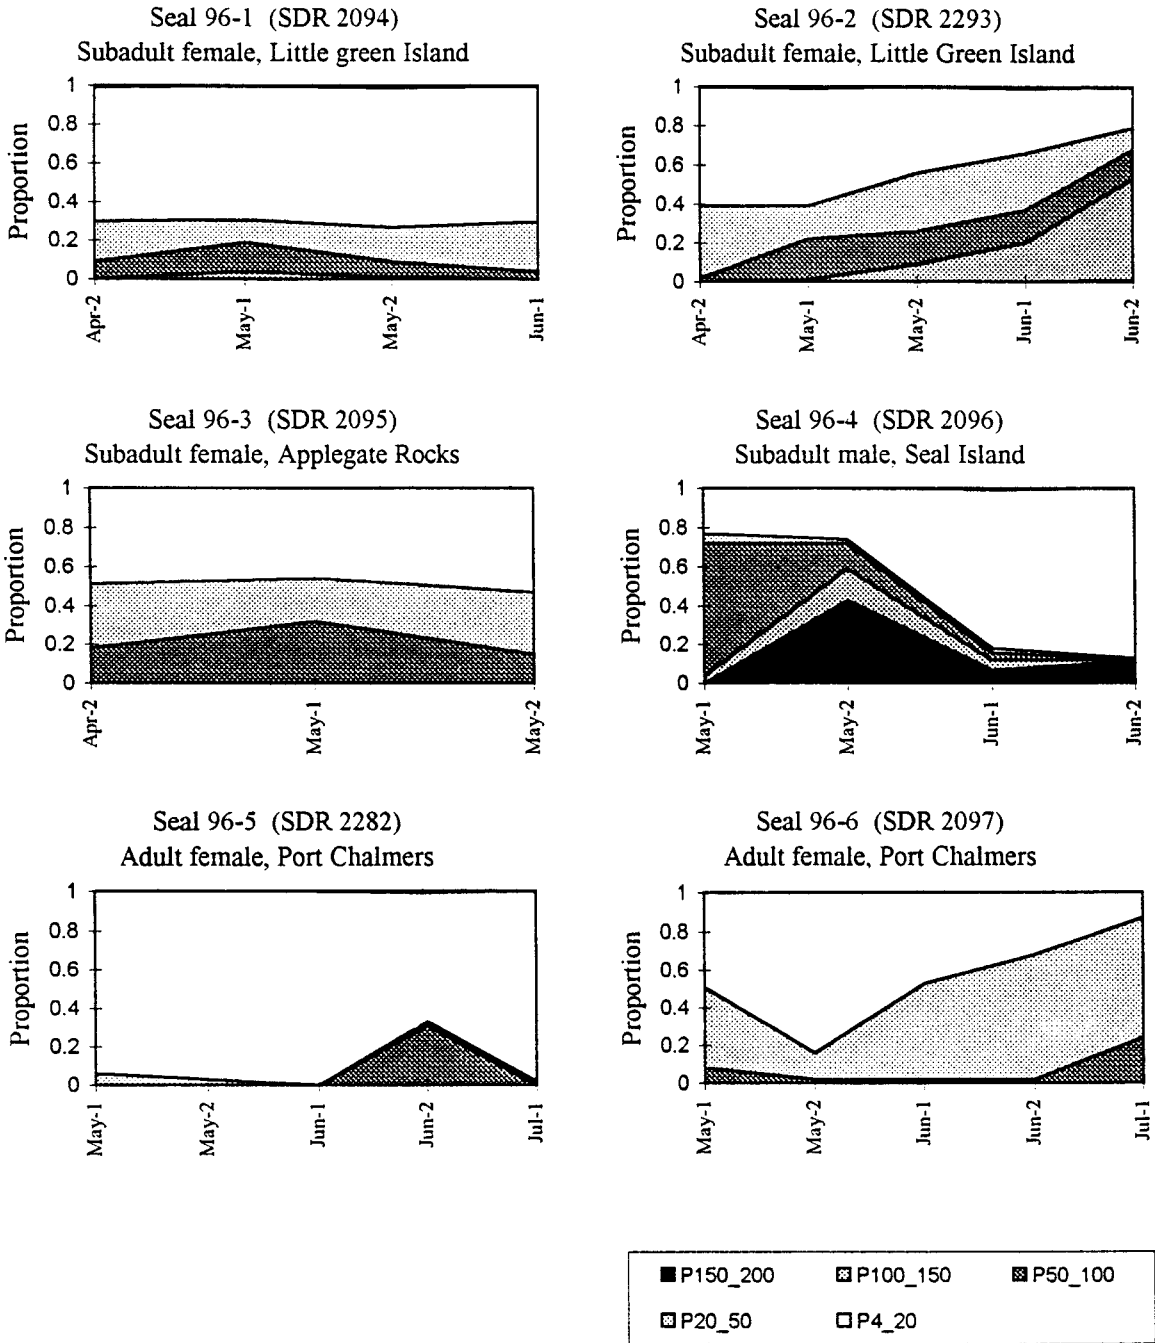 Seal 96-1 (SDR 2094)
Subadult female, Little green Island
Proportion
1
0.8
0.6
0.4
0.2
0
Apr-2
May-1
May-2
Jun-1
Seal 96-2 (SDR 2293)
Subadult female, Little Green Island
Proportion
1
0.8
0.6
0.4
0.2
0
Apr-2
May-1
May-2
Jun-1
Jun-2
Seal 96-3 (SDR 2095)
Subadult female, Applegate Rocks
Proportion
1
0.8
0.6
0.4
0.2
0
Apr-2
May-1
May-2
Seal 96-4 (SDR 2096)
Subadult male, Seal Island
Proportion
1
0.8
0.6
0.4
0.2
0
May-1
May-2
Jun-1
Jun-2
Seal 96-5 (SDR 2282)
Adult female, Port Chalmers
Proportion
1
0.8
0.6
0.4
0.2
0
May-1
May-2
Jun-1
Jun-2
Jul-1
Seal 96-6 (SDR 2097)
Adult female, Port Chalmers
Proportion
1
0.8
0.6
0.4
0.2
0
May-1
May-2
Jun-1
Jun-2
Jul-1
P150_200 P100_150 P50_100
P20_50 P4_20